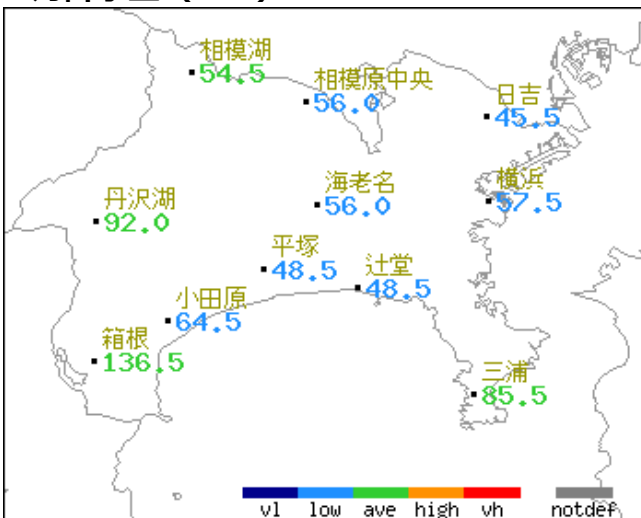 相模湖
54.5
相模原中央
56.0
日吉
45.5
丹沢湖
92.0
海老名
56.0
横浜
57.5
平塚
48.5
辻堂
48.5
小田原
64.5
箱根
136.5
三浦
85.5
vl low ave high vh notdef